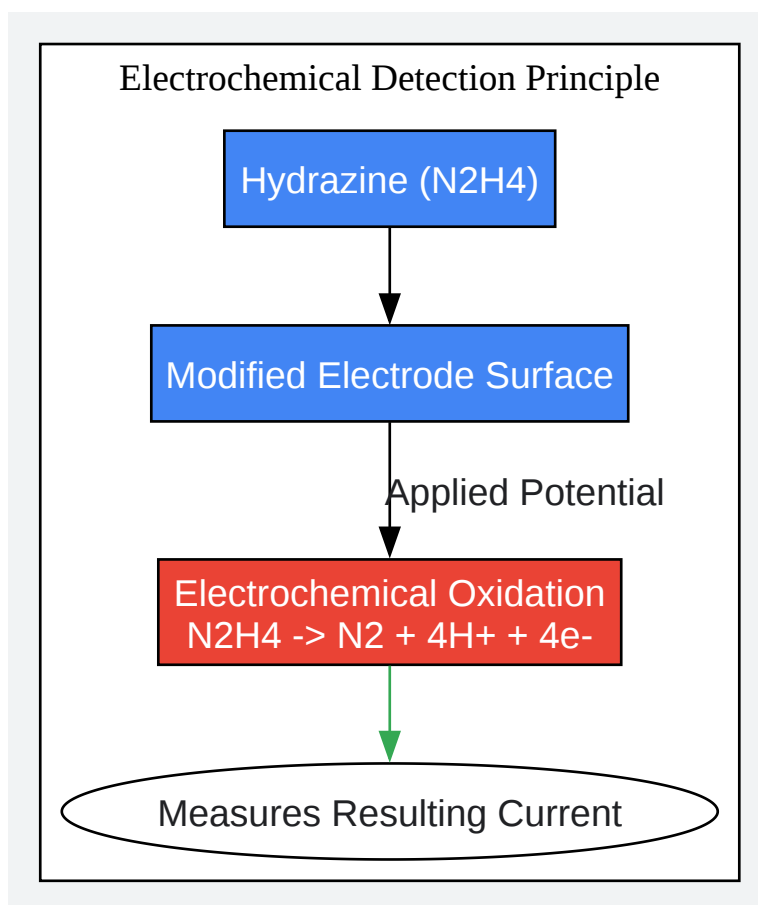 Electrochemical Detection Principle
Hydrazine (N2H4)
Modified Electrode Surface
Applied Potential
Electrochemical Oxidation
N2H4 -> N2 + 4H+ + 4e-
Measures Resulting Current